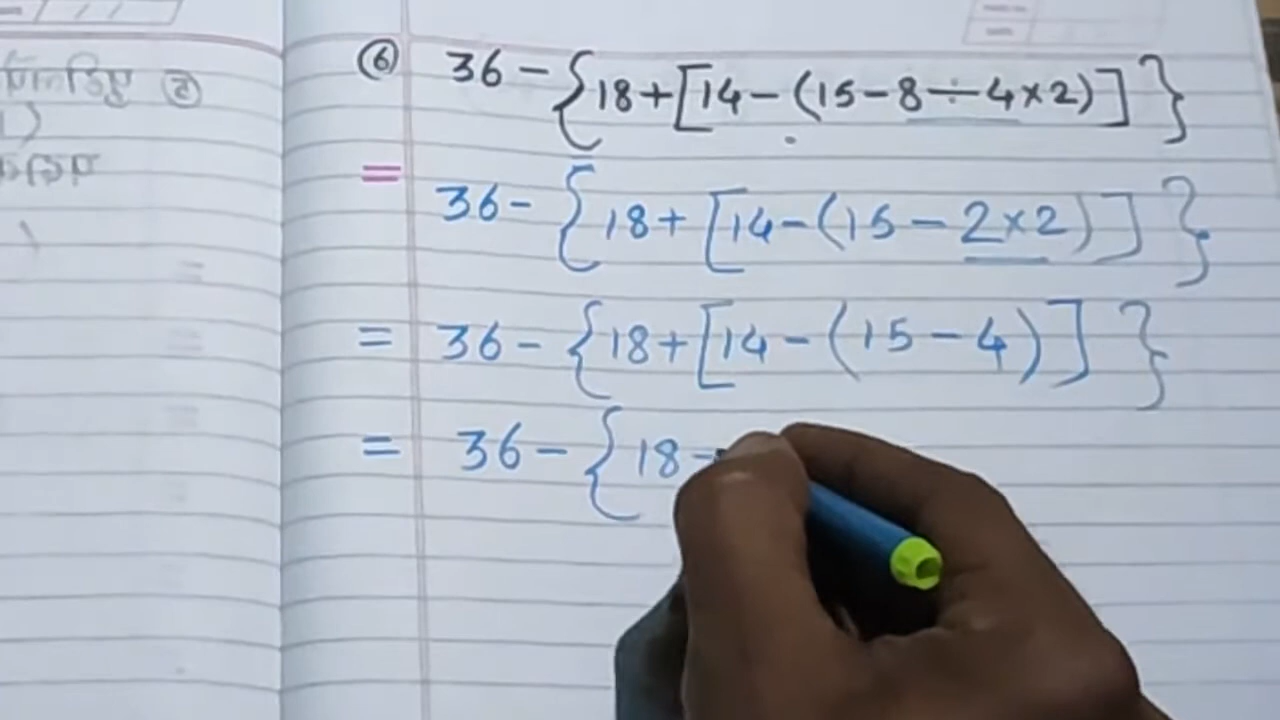 ⑥ 36 - {18 + [14 - (15 - 8 ÷ 4 × 2)]}
= 36 - {18 + [14 - (15 - 2 × 2)]}
= 36 - {18 + [14 - (15 - 4)]}
= 36 - {18